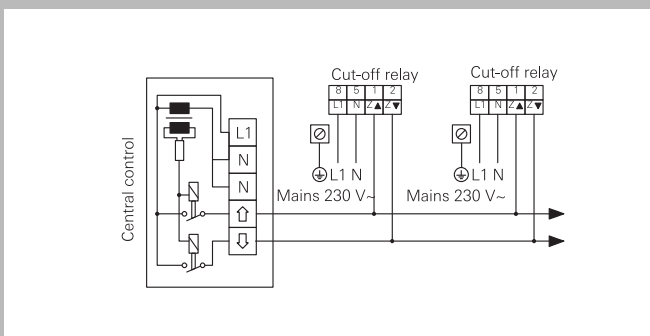 Cut-off relay
8 5 1 2
L1 N Z▲ Z▼
L1 N
Mains 230 V~
Cut-off relay
8 5 1 2
L1 N Z▲ Z▼
L1 N
Mains 230 V~
Central control
L1
N
N